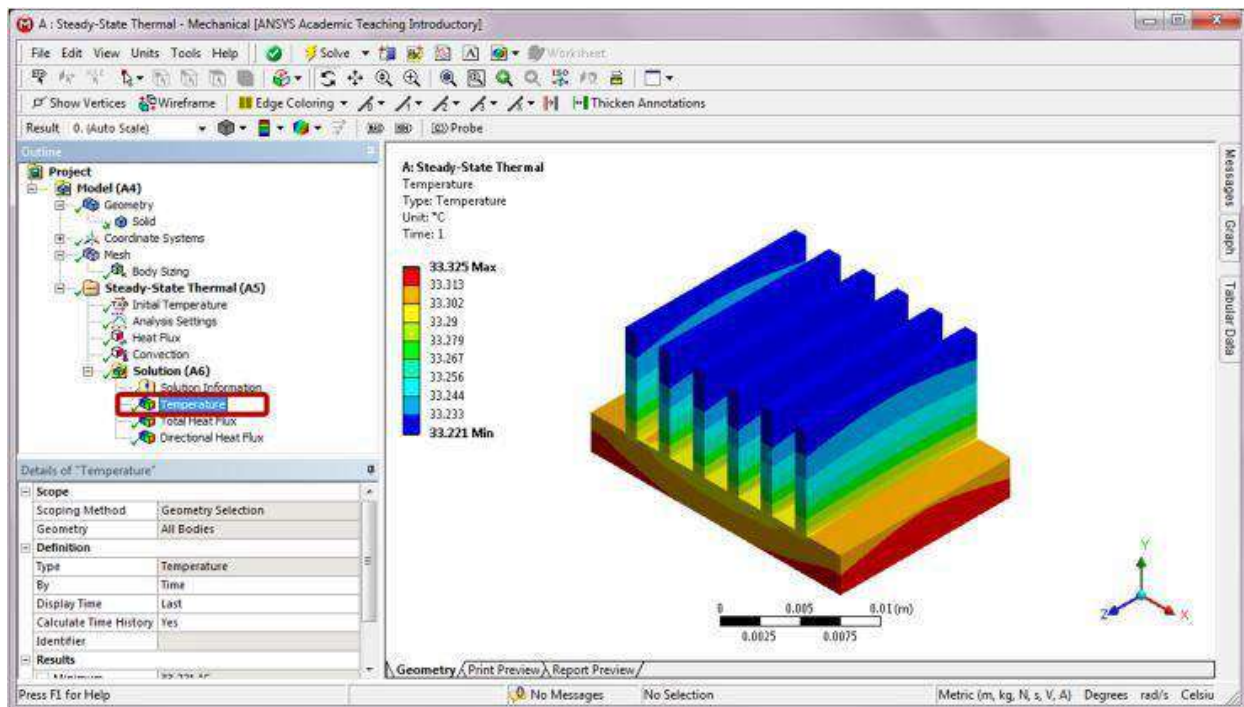 A : Steady-State Thermal - Mechanical [ANSYS Academic Teaching Introductory]
File Edit View Units Tools Help Solve Worksheet
Show Vertices Wireframe Edge Coloring Thicken Annotations
Result 0. (Auto Scale) Probe
Outline
Project
Model (A4)
Geometry
Solid
Coordinate Systems
Mesh
Body Sizing
Steady-State Thermal (A5)
Initial Temperature
Analysis Settings
Heat Flux
Convection
Solution (A6)
Solution Information
Temperature
Total Heat Flux
Directional Heat Flux
Details of "Temperature"
Scope
Scoping Method Geometry Selection
Geometry All Bodies
Definition
Type Temperature
By Time
Display Time Last
Calculate Time History Yes
Identifier
Results
Minimum 33.221 °C
A: Steady-State Thermal
Temperature
Type: Temperature
Unit: °C
Time: 1
33.325 Max
33.313
33.302
33.29
33.279
33.267
33.256
33.244
33.233
33.221 Min
0 0.005 0.01 (m)
0.0025 0.0075
Y
Z X
Geometry Print Preview Report Preview
Messages
Graph
Tabular Data
Press F1 for Help No Messages No Selection Metric (m, kg, N, s, V, A) Degrees rad/s Celsiu